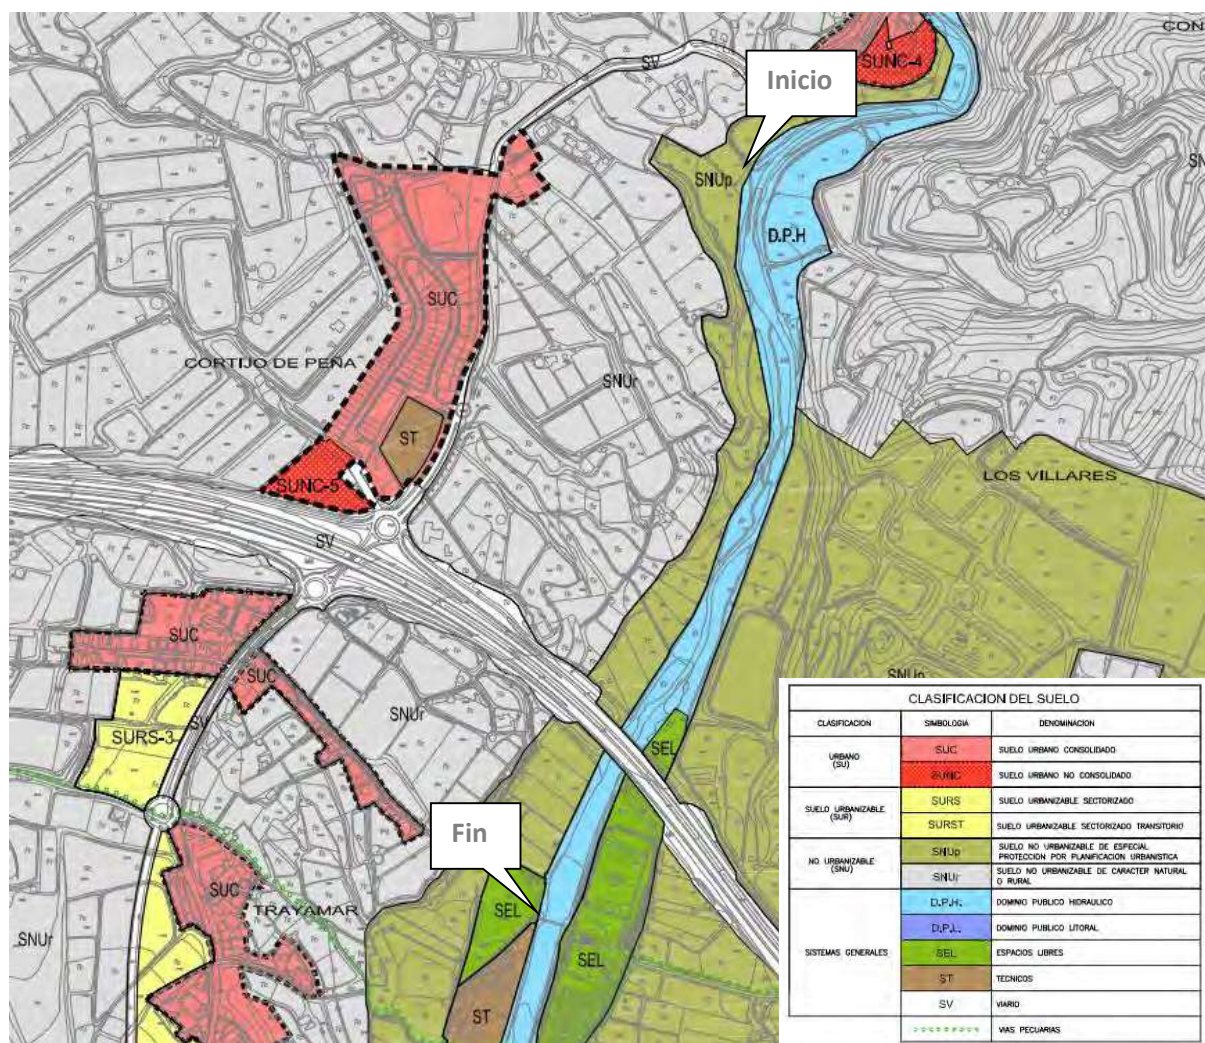 CON
SV
SUNC-4
Inicio
SNUp
SN
D.P.H
SUC
CORTIJO DE PEÑA
SNUr
ST
LOS VILLARES
SUNC-5
SV
SUC
SUC
SNUr
SNUp
SV
SURS-3
SEL
Fin
SUC
TRAYAMAR
SEL
SEL
SNUr
ST
CLASIFICACION DEL SUELO
CLASIFICACION SIMBOLOGIA DENOMINACION
URBANO
(SU)
SUC SUELO URBANO CONSOLIDADO
SUNC SUELO URBANO NO CONSOLIDADO
SUELO URBANIZABLE
(SUR)
SURS SUELO URBANIZABLE SECTORIZADO
SURST SUELO URBANIZABLE SECTORIZADO TRANSITORIO
NO URBANIZABLE
(SNU)
SNUp SUELO NO URBANIZABLE DE ESPECIAL
PROTECCION POR PLANIFICACION URBANISTICA
SNUr SUELO NO URBANIZABLE DE CARACTER NATURAL
O RURAL
SISTEMAS GENERALES
D.P.H. DOMINIO PUBLICO HIDRAULICO
D.P.L. DOMINIO PUBLICO LITORAL
SEL ESPACIOS LIBRES
ST TECNICOS
SV VIARIO
VIAS PECUARIAS